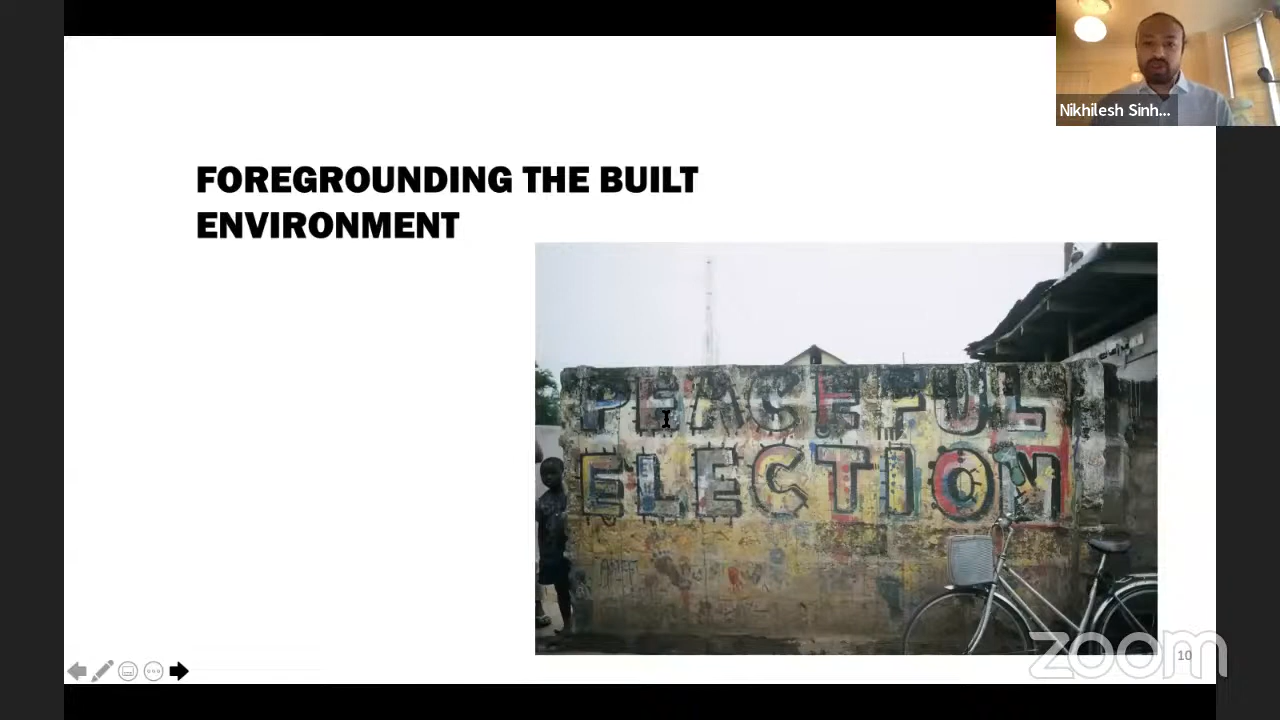 Nikhilesh Sinh...
FOREGROUNDING THE BUILT
ENVIRONMENT
PEACEFUL
ELECTION
zoom
10